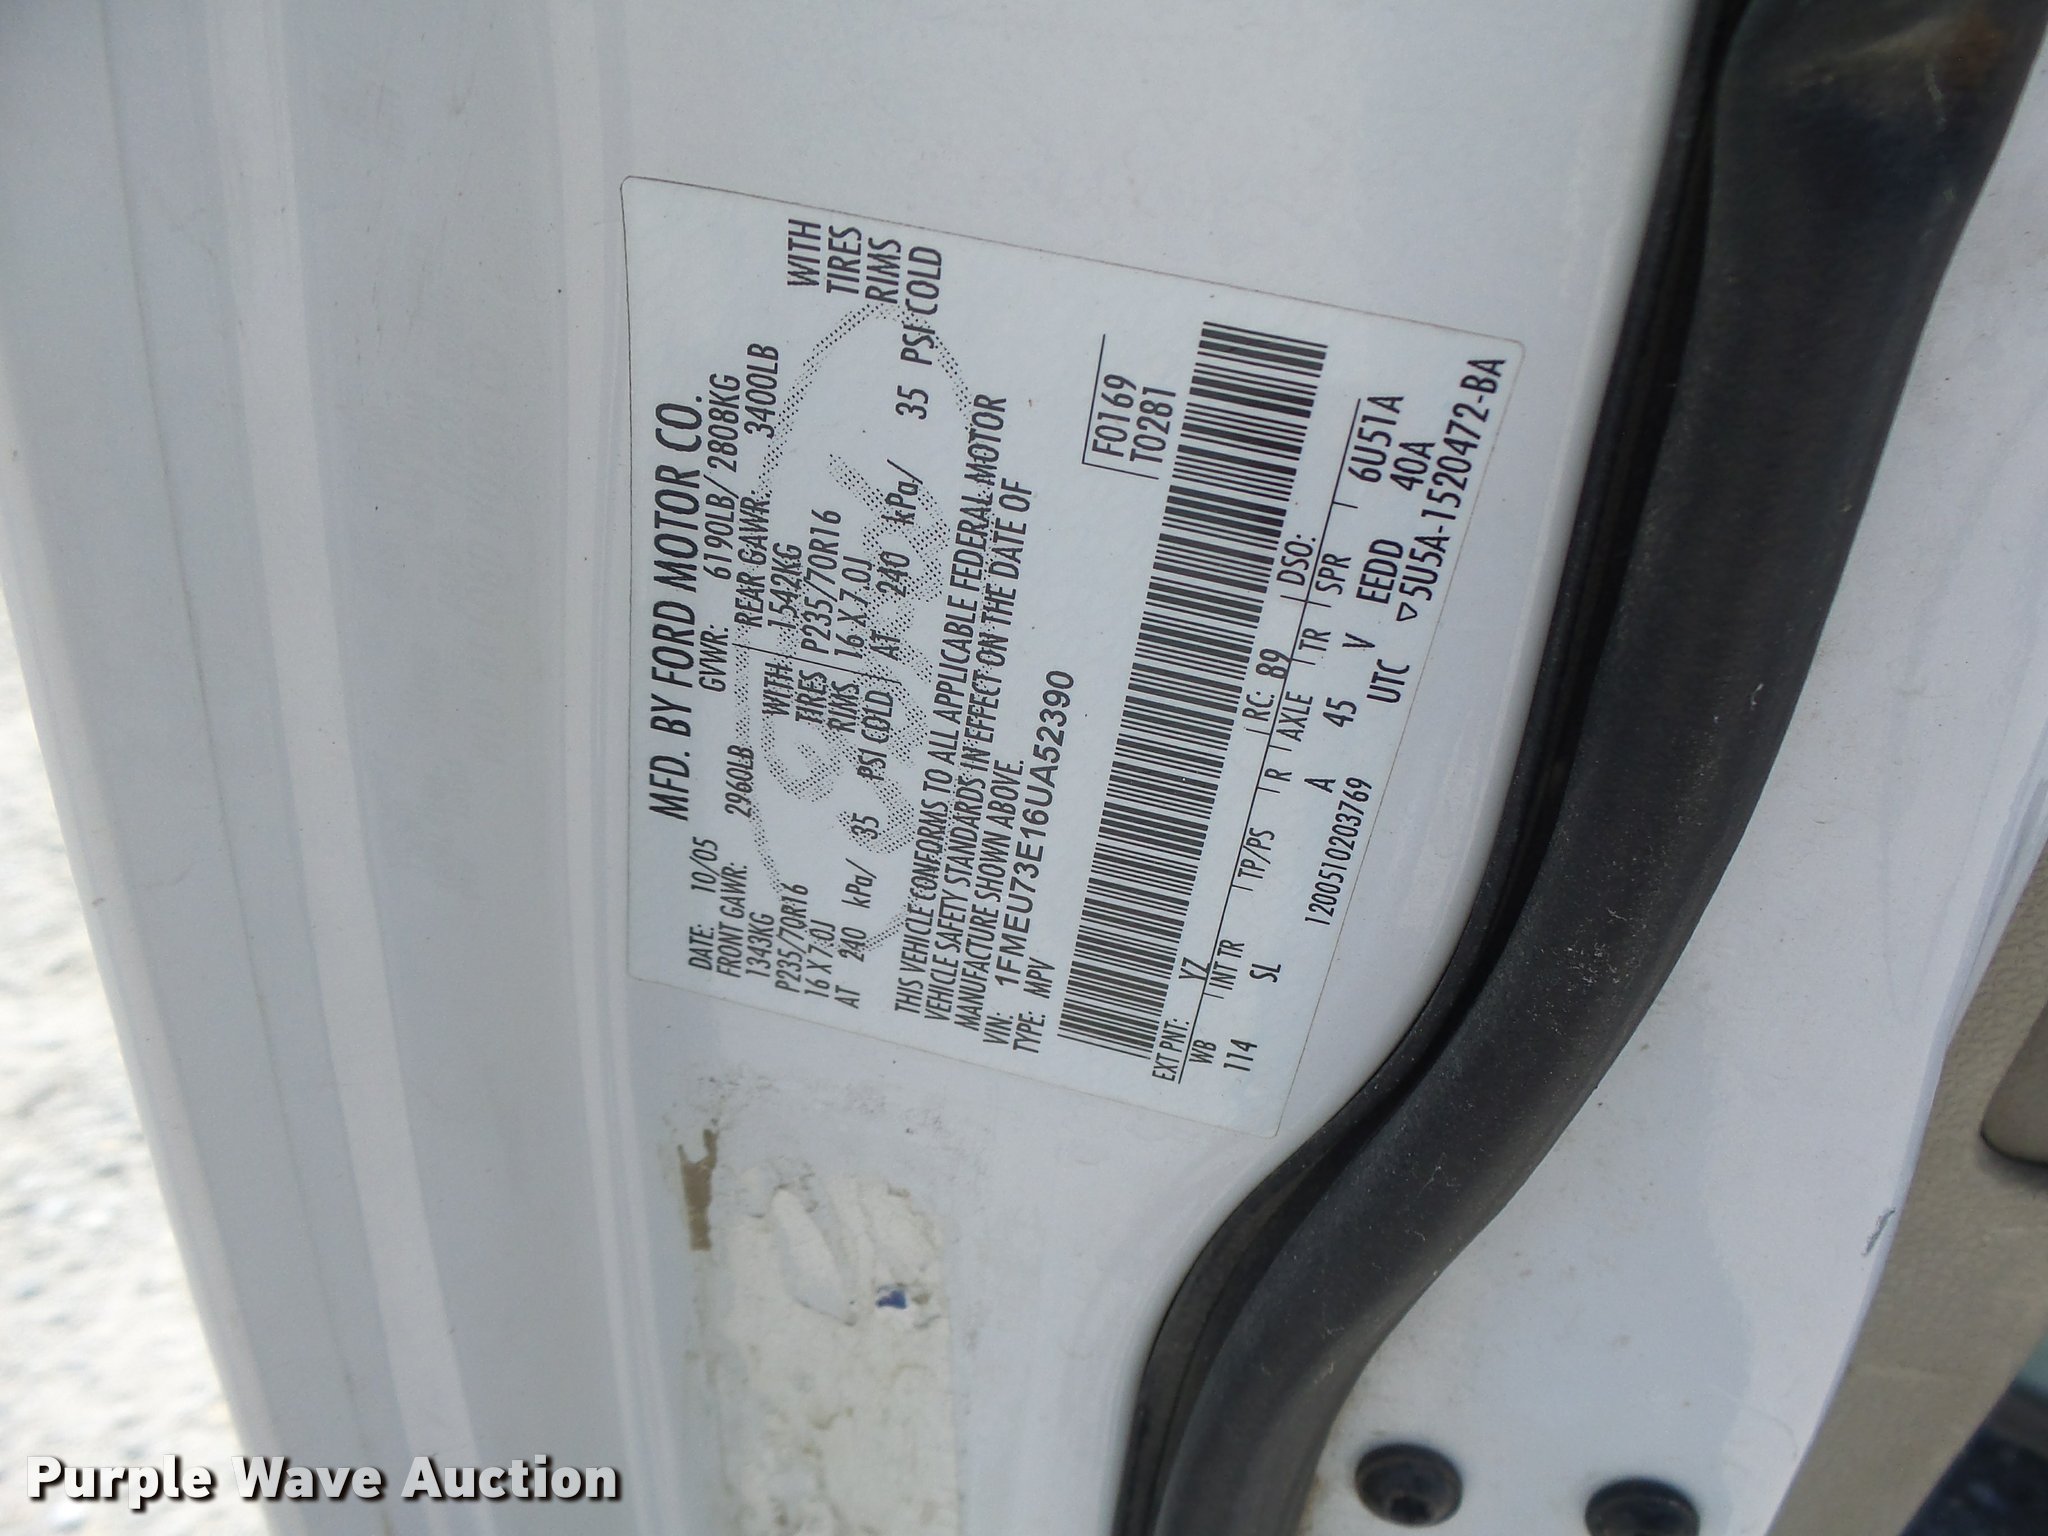 MFD. BY FORD MOTOR CO.
DATE: 10/05 GVWR: 6190LB/2808KG
FRONT GAWR: 2960LB REAR GAWR: 3400LB
1343KG WITH 1542KG WITH
P235/70R16 TIRES P235/70R16 TIRES
16 X 7.0J RIMS 16 X 7.0J RIMS
AT 240 kPa/ 35 PSI COLD AT 240 kPa/ 35 PSI COLD
THIS VEHICLE CONFORMS TO ALL APPLICABLE FEDERAL MOTOR
VEHICLE SAFETY STANDARDS IN EFFECT ON THE DATE OF
MANUFACTURE SHOWN ABOVE.
VIN: 1FMEU73E16UA52390
TYPE: MPV
F0169
T0281
EXT PNT: YZ RC: 89 DSO:
WB INT TR TP/PS R AXLE TR SPR
114 SL A 45 V 6U51A
EEDD 40A
1200510203769 UTC ▽5U5A-1520472-BA
Purple Wave Auction